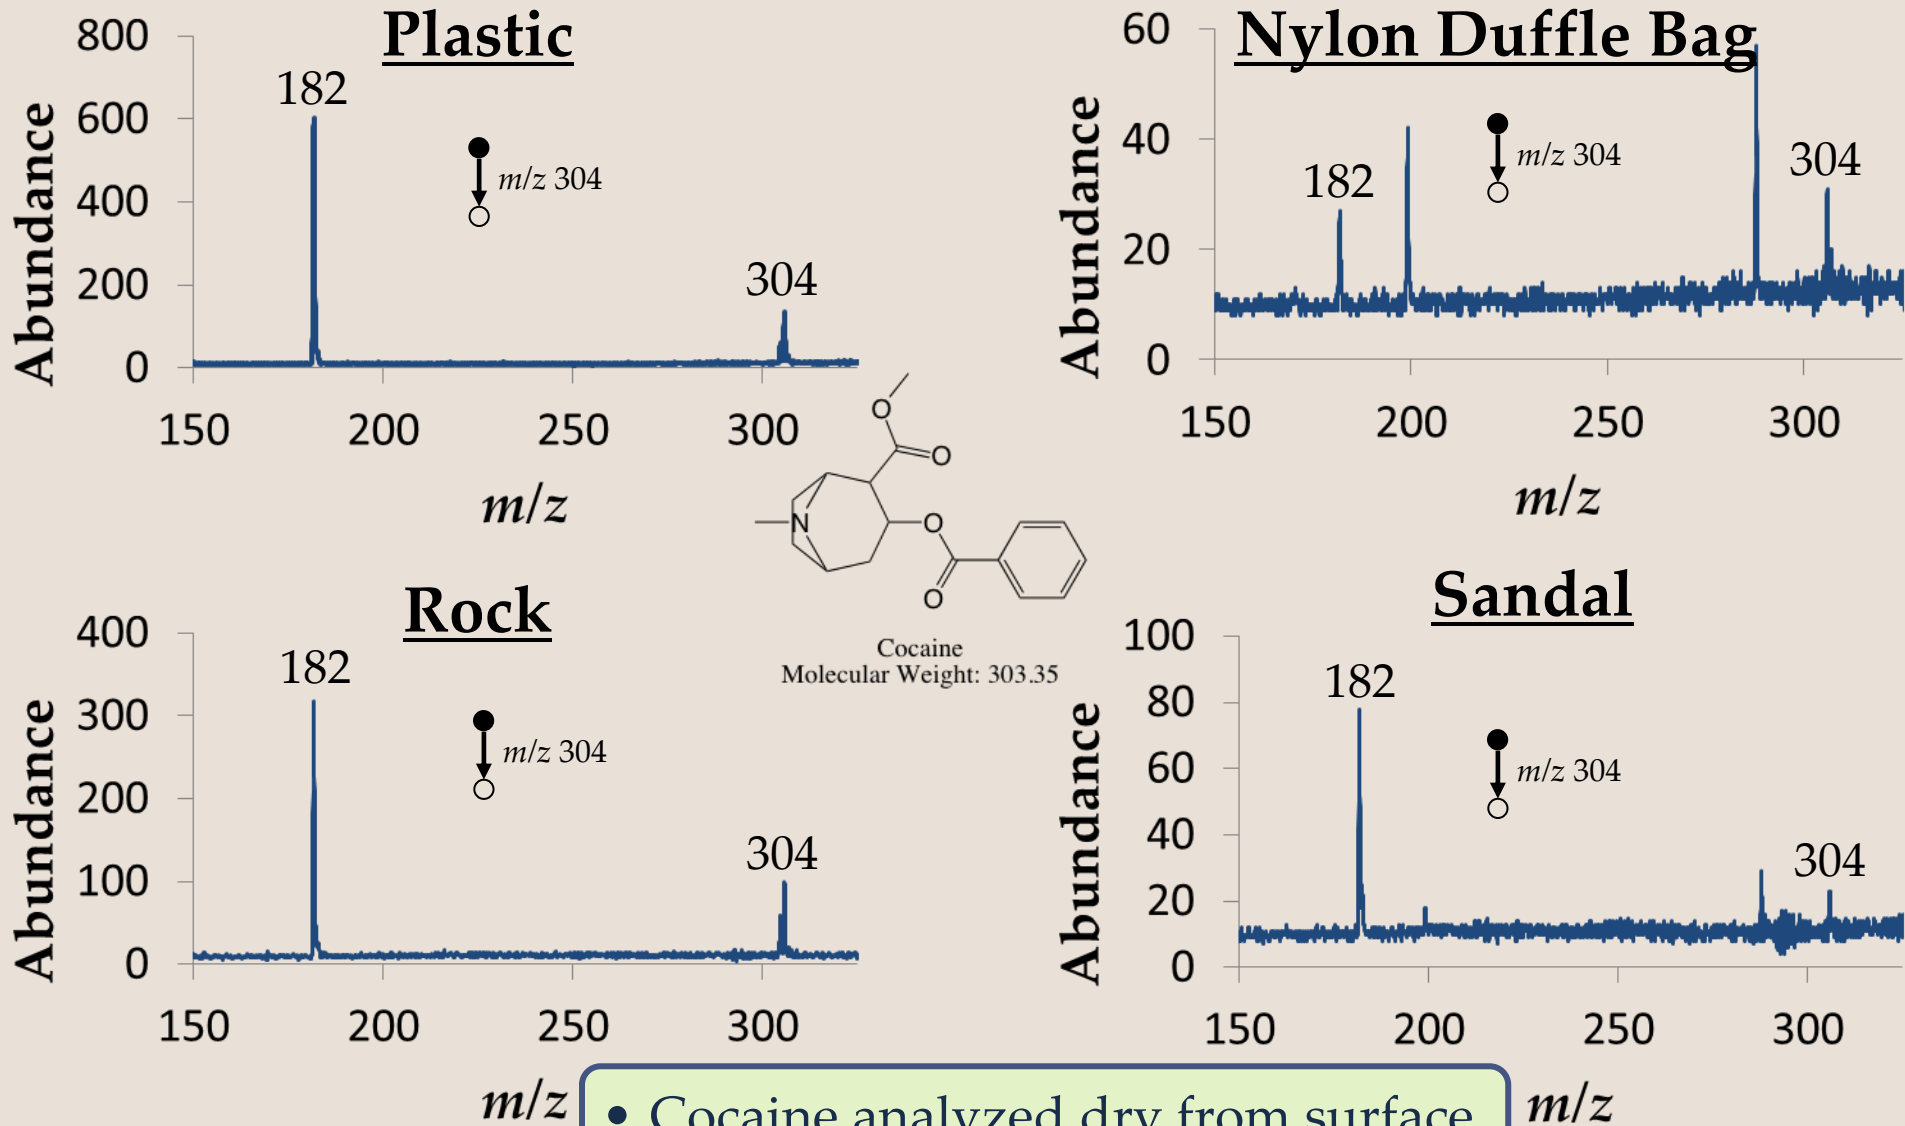 Plastic
800
600
400
200
0
Abundance
182
m/z 304
304
150 200 250 300
m/z
Nylon Duffle Bag
60
40
20
0
Abundance
182
m/z 304
304
150 200 250 300
m/z
O
O
N
O
O
Cocaine
Molecular Weight: 303.35
Rock
400
300
200
100
0
Abundance
182
m/z 304
304
150 200 250 300
m/z
Sandal
100
80
60
40
20
0
Abundance
182
m/z 304
304
150 200 250 300
m/z
• Cocaine analyzed dry from surface